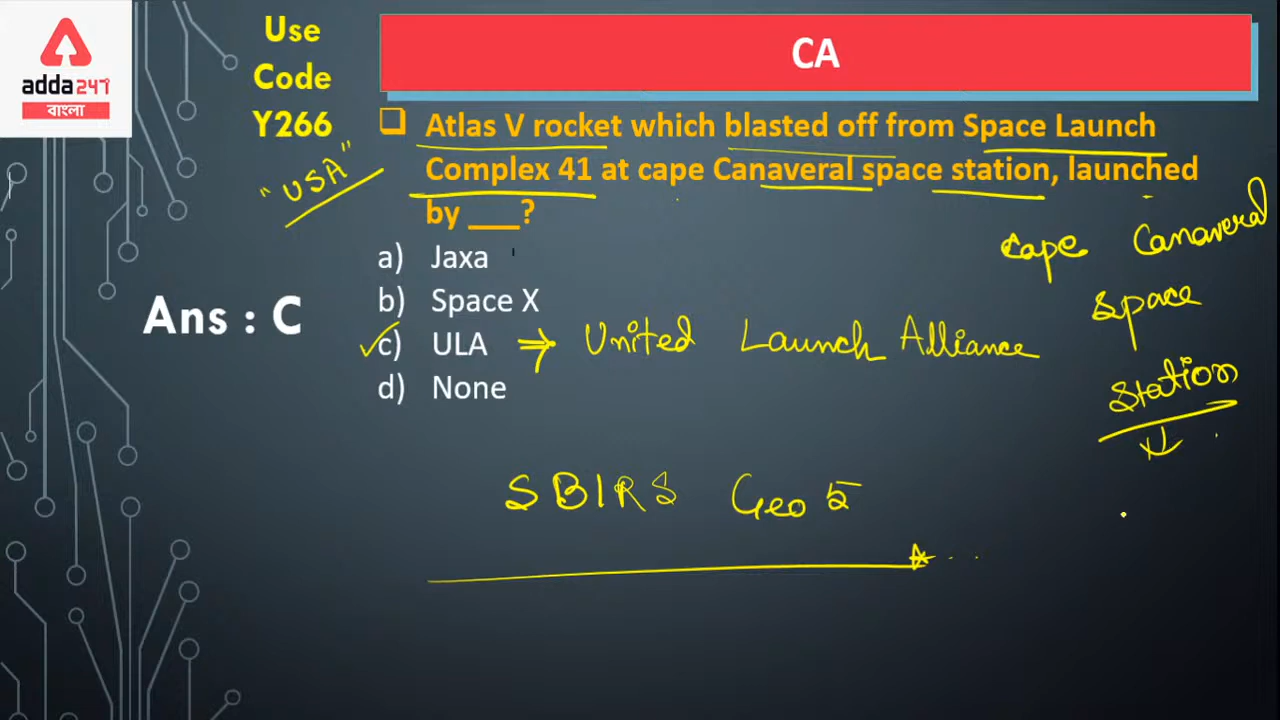 adda247
বাংলা
Use
Code
Y266
CA
❑ Atlas V rocket which blasted off from Space Launch
Complex 41 at cape Canaveral space station, launched
by ___?
"USA"
a) Jaxa
b) Space X
c) ULA ⇒ United Launch Alliance
d) None
Ans : C
Cape Canaveral
Space
Station
SBIRS Geo 5